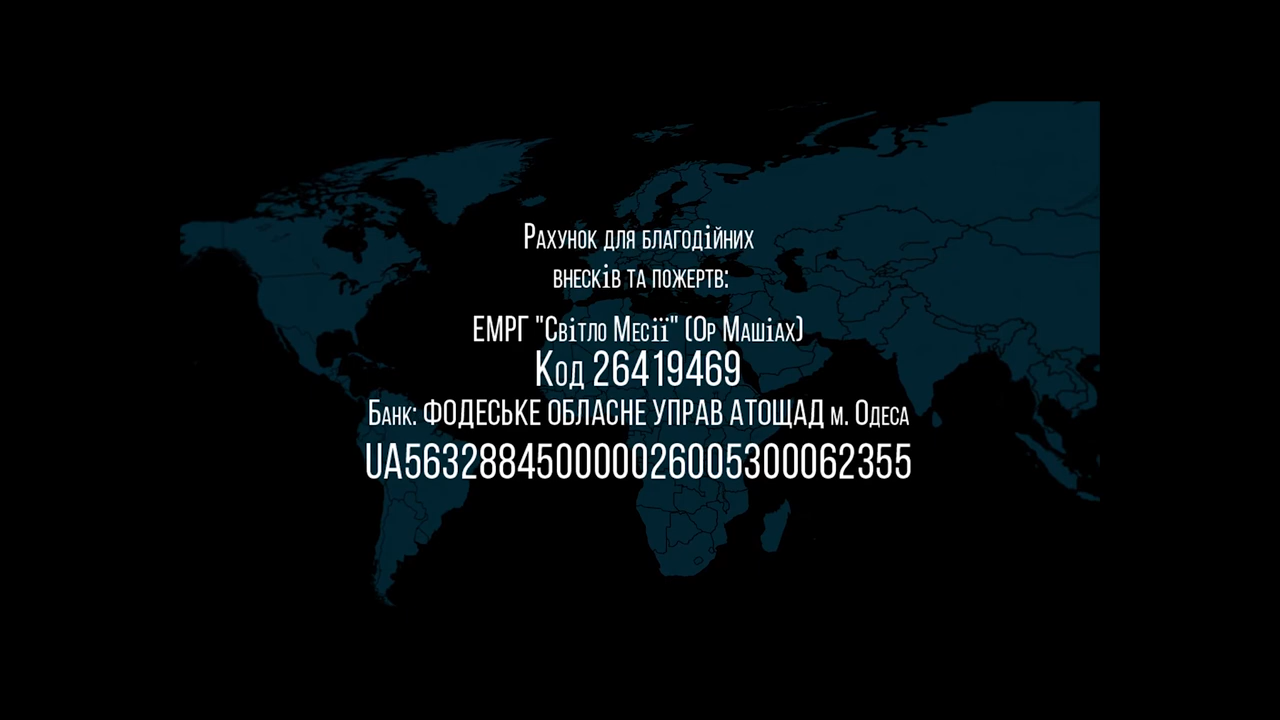 Рахунок для благодійних
внесків та пожертв:
ЕМРГ "Світло Месії" (Ор Машіах)
Код 26419469
Банк: ФОДЕСЬКЕ ОБЛАСНЕ УПРАВ АТОЩАД м. Одеса
UA563288450000026005300062355